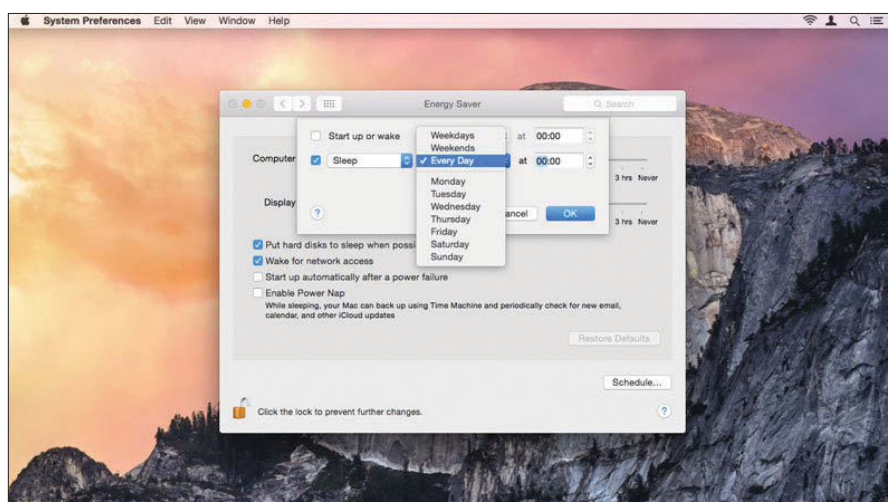 System Preferences Edit View Window Help
Energy Saver
Search
Start up or wake
at 00:00
Weekdays
Weekends
✓ Every Day
Monday
Tuesday
Wednesday
Thursday
Friday
Saturday
Sunday
Computer
Sleep
at 00:00
3 hrs Never
Display
?
ancel
OK
3 hrs Never
Put hard disks to sleep when possi
Wake for network access
Start up automatically after a power failure
Enable Power Nap
While sleeping, your Mac can back up using Time Machine and periodically check for new email,
calendar, and other iCloud updates
Restore Defaults
Schedule...
Click the lock to prevent further changes.
?